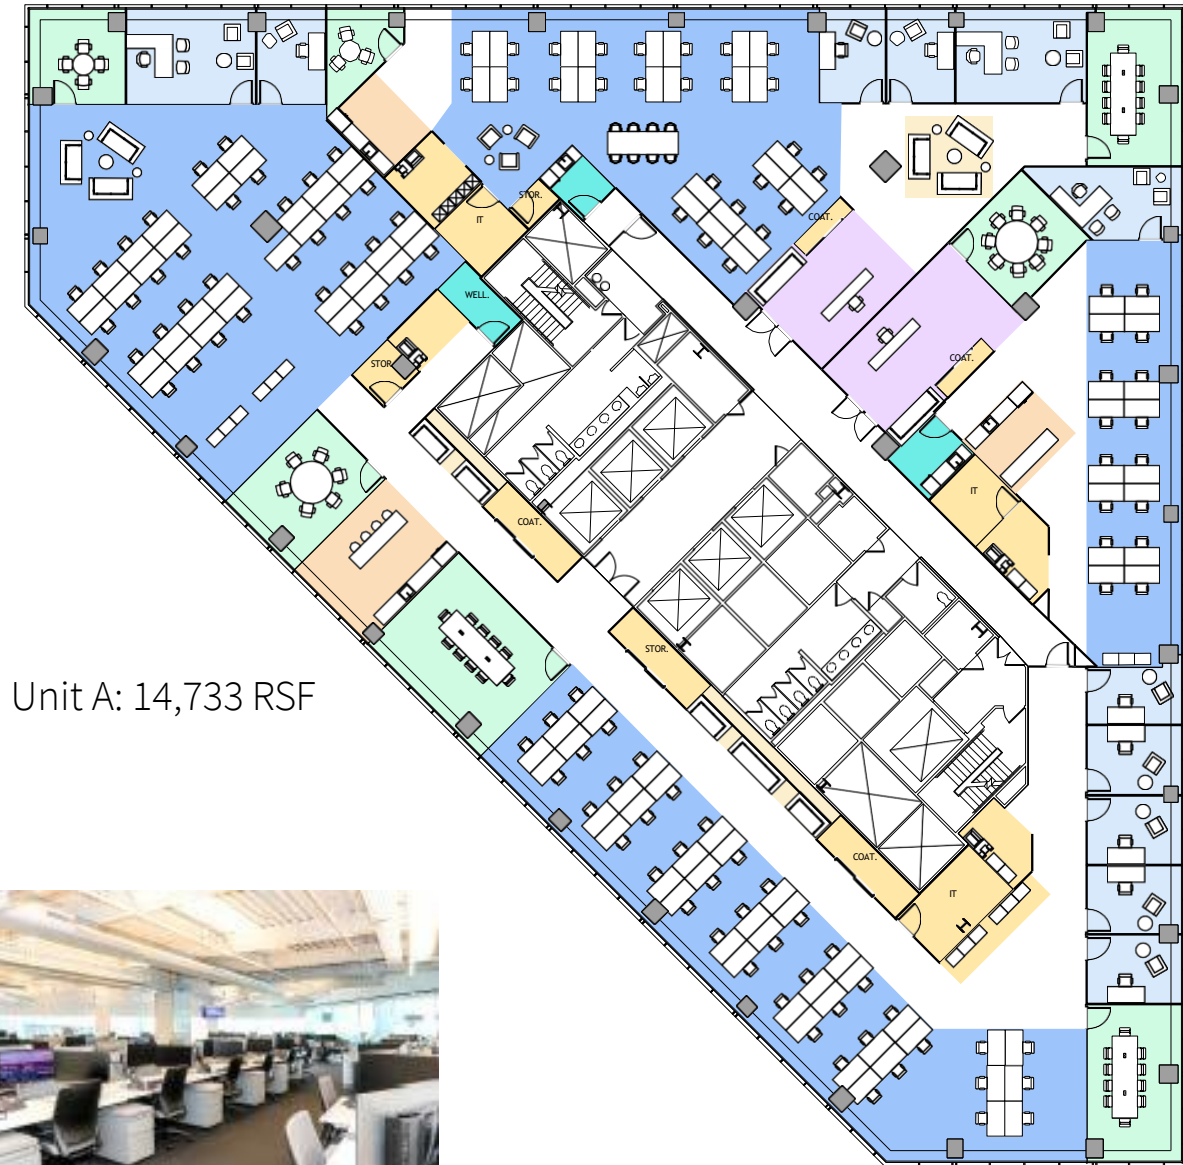 STOR.
IT
COAT.
WELL.
STOR.
COAT.
IT
COAT.
STOR.
Unit A: 14,733 RSF
COAT.
IT